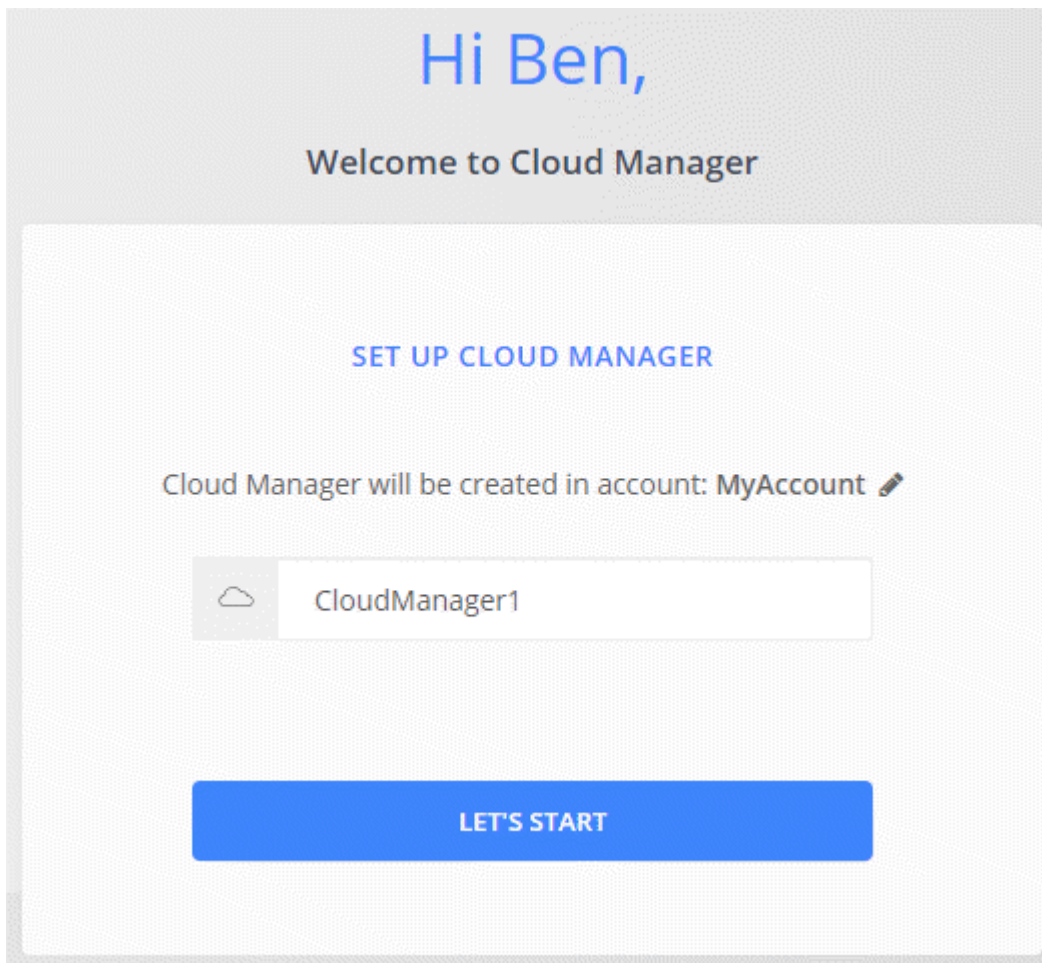 Hi Ben,
Welcome to Cloud Manager
SET UP CLOUD MANAGER
Cloud Manager will be created in account: MyAccount
CloudManager1
LET'S START